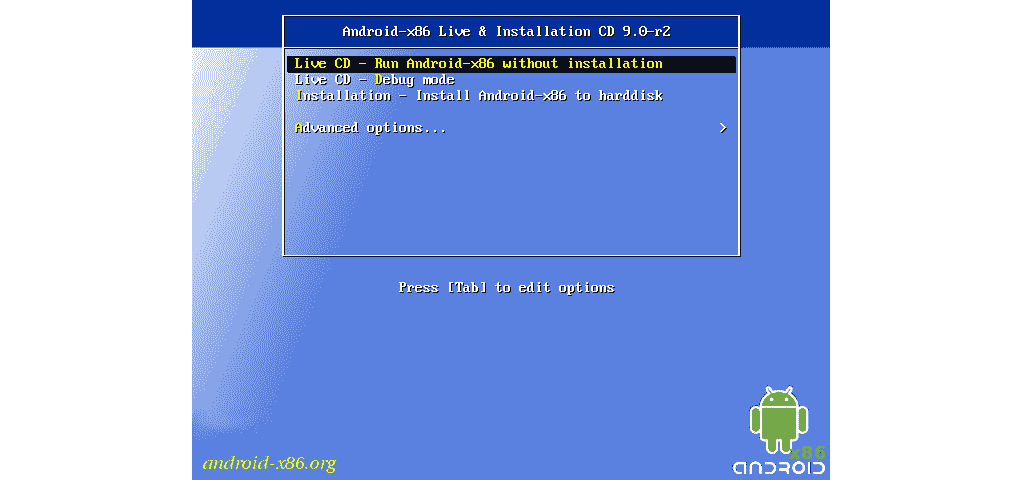 Android-x86 Live & Installation CD 9.0-r2
Live CD - Run Android-x86 without installation
Live CD - Debug mode
Installation - Install Android-x86 to harddisk
Advanced options... >
Press [Tab] to edit options
android-x86.org
x86
ANDROID